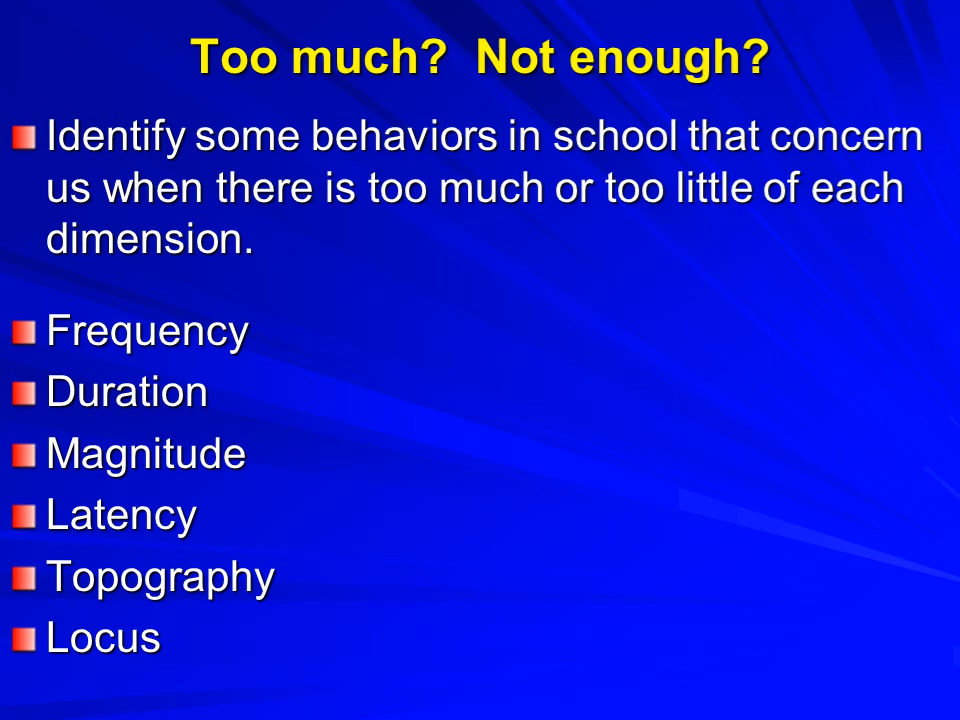 Too much?  Not enough?
Identify some behaviors in school that concern
us when there is too much or too little of each
dimension.
Frequency
Duration
Magnitude
Latency
Topography
Locus